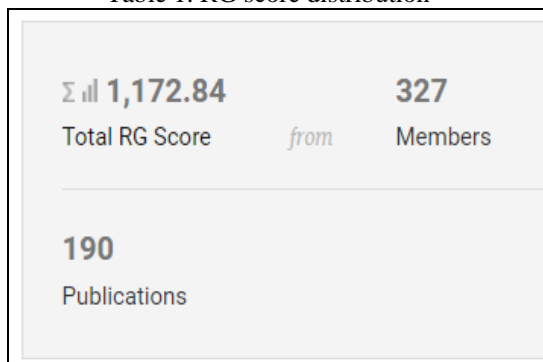 Table 1. RG score distribution
Σ 1,172.84 327
Total RG Score from Members
190
Publications